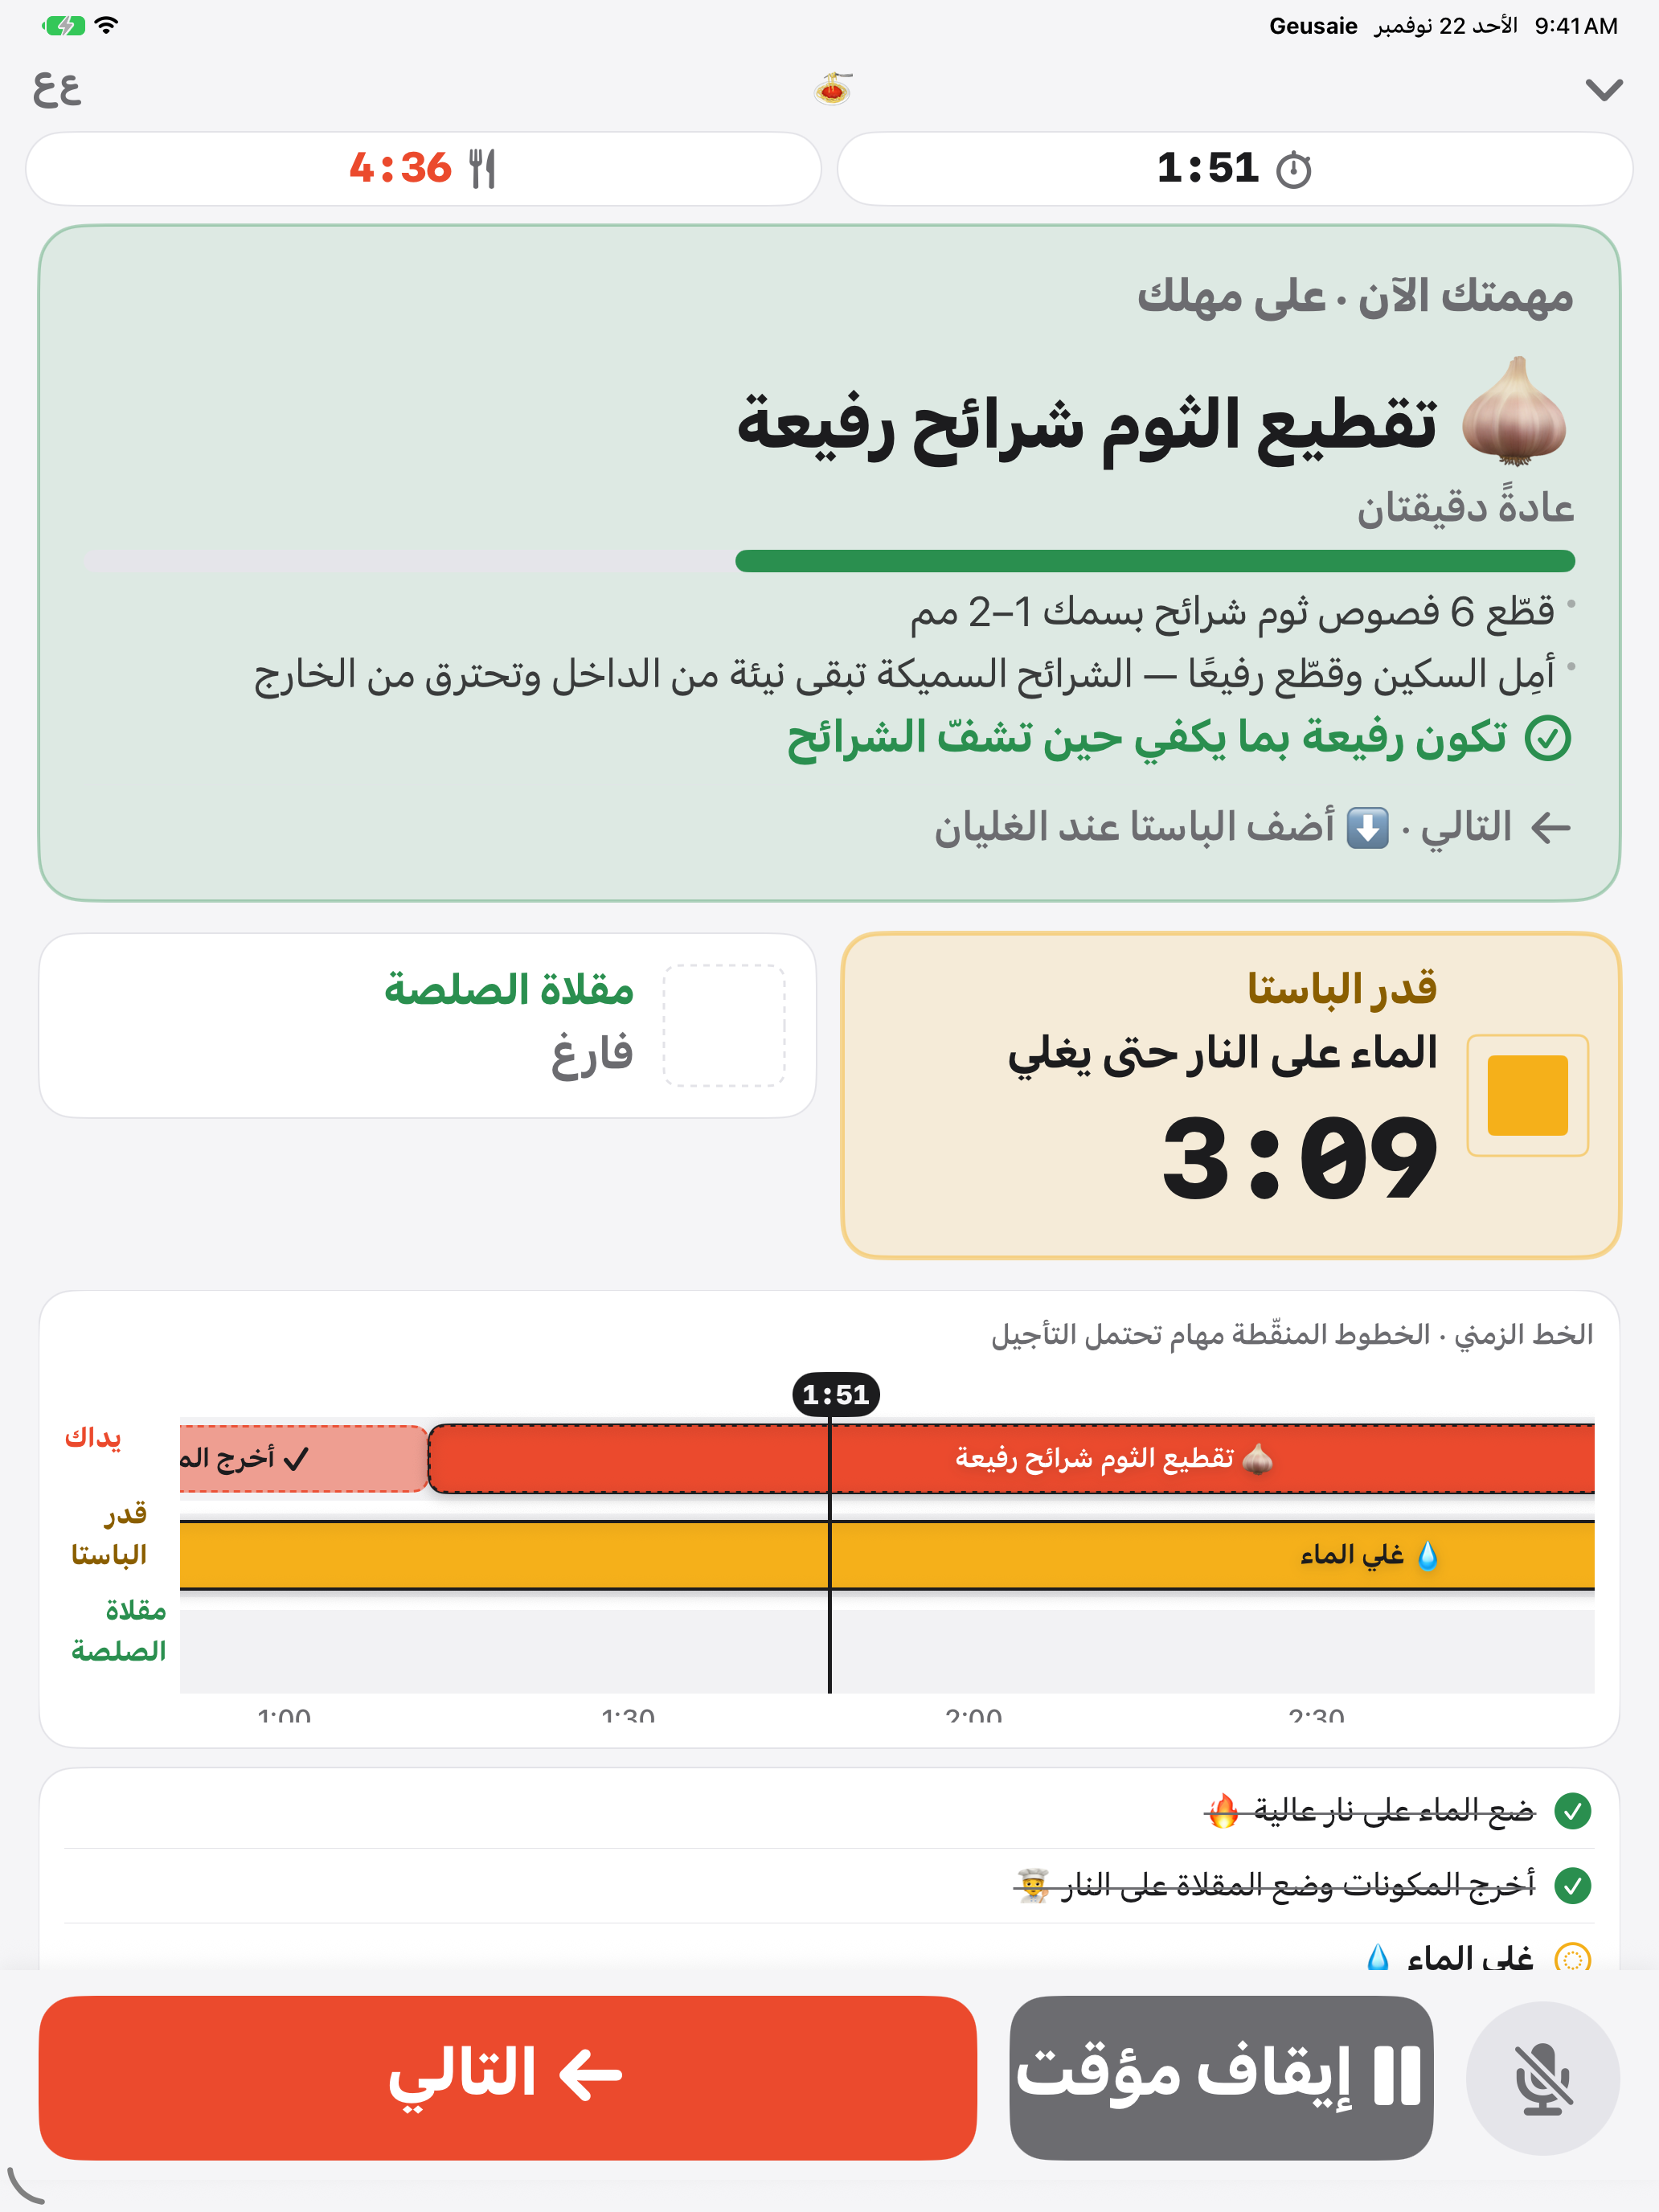 9:41 AM الأحد 22 نوفمبر Geusaie
عع
1:51
4:36
مهمتك الآن · على مهلك
تقطيع الثوم شرائح رفيعة
عادةً دقيقتان
• قطّع 6 فصوص ثوم شرائح بسمك 1–2 مم
• أمِل السكين وقطّع رفيعًا — الشرائح السميكة تبقى نيئة من الداخل وتحترق من الخارج
تكون رفيعة بما يكفي حين تشفّ الشرائح
← التالي · ⬇️ أضف الباستا عند الغليان
قدر الباستا
الماء على النار حتى يغلي
3:09
مقلاة الصلصة
فارغ
الخط الزمني · الخطوط المنقّطة مهام تحتمل التأجيل
1:51
يداك
🧄 تقطيع الثوم شرائح رفيعة
✓ أخرج الم
قدر
الباستا
💧 غلي الماء
مقلاة
الصلصة
1:00 1:30 2:00 2:30
ضع الماء على نار عالية 🔥
أخرج المكونات وضع المقلاة على النار 🧑‍🍳
غلي الماء 💧
إيقاف مؤقت
← التالي